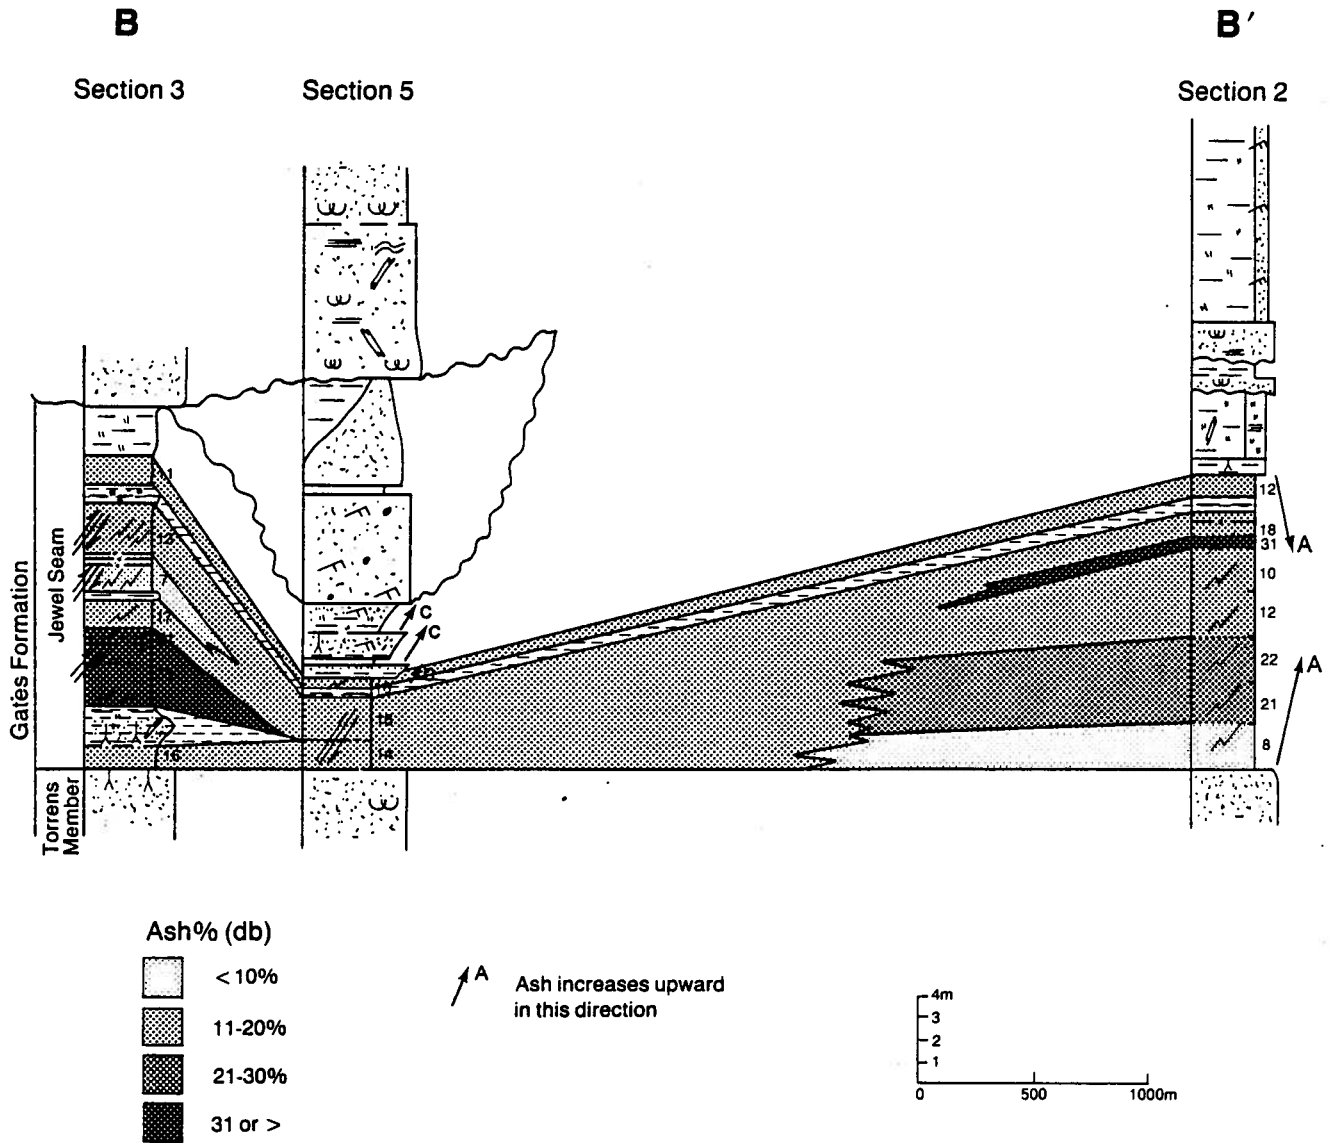 B
B′
Section 3
Section 5
Section 2
Gates Formation
Jewel Seam
Torrens Member
11
13
7
17
16
C
C
15
14
12
18
31
10
12
22
21
8
A
A
Ash% (db)
< 10%
11-20%
21-30%
31 or >
A
Ash increases upward
in this direction
4m
3
2
1
0
500
1000m